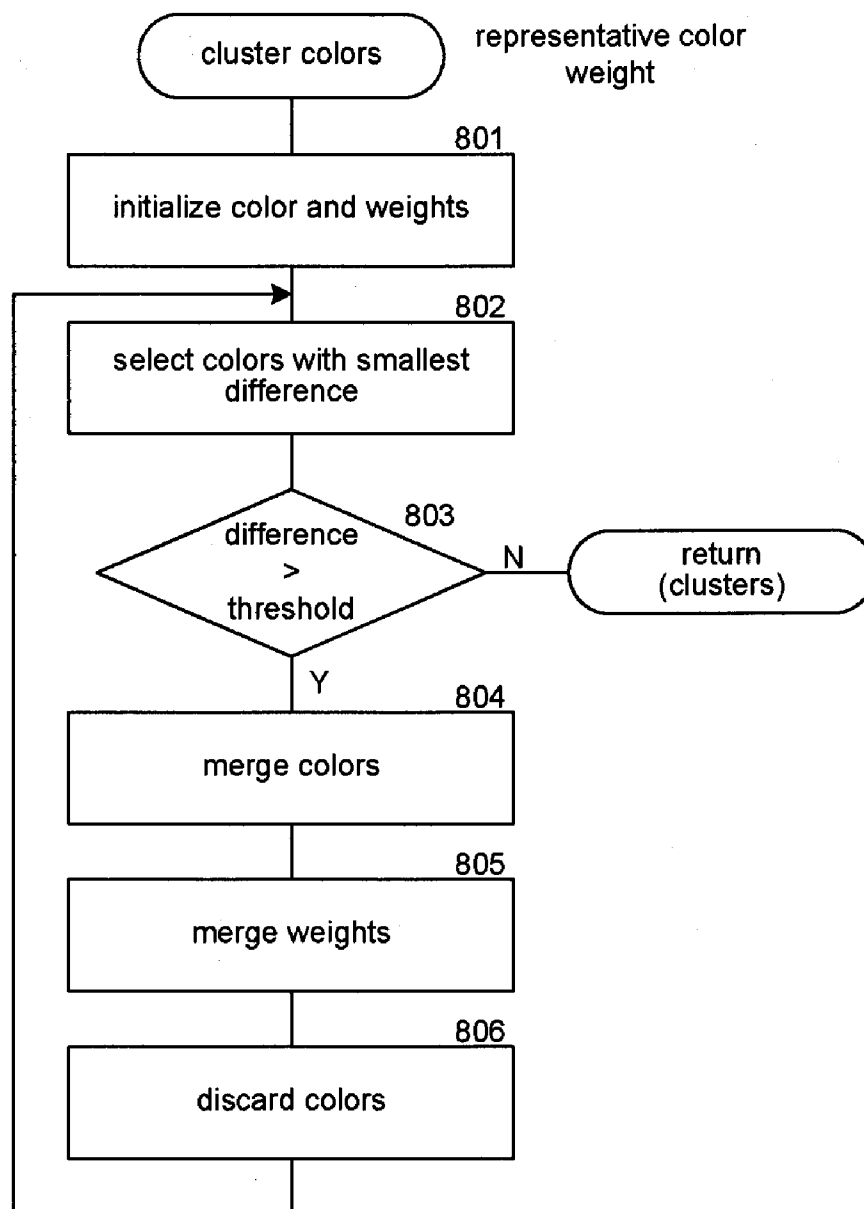 cluster colors
representative color
weight
801
initialize color and weights
802
select colors with smallest
difference
803
difference
>
threshold
N
return
(clusters)
Y
804
merge colors
805
merge weights
806
discard colors